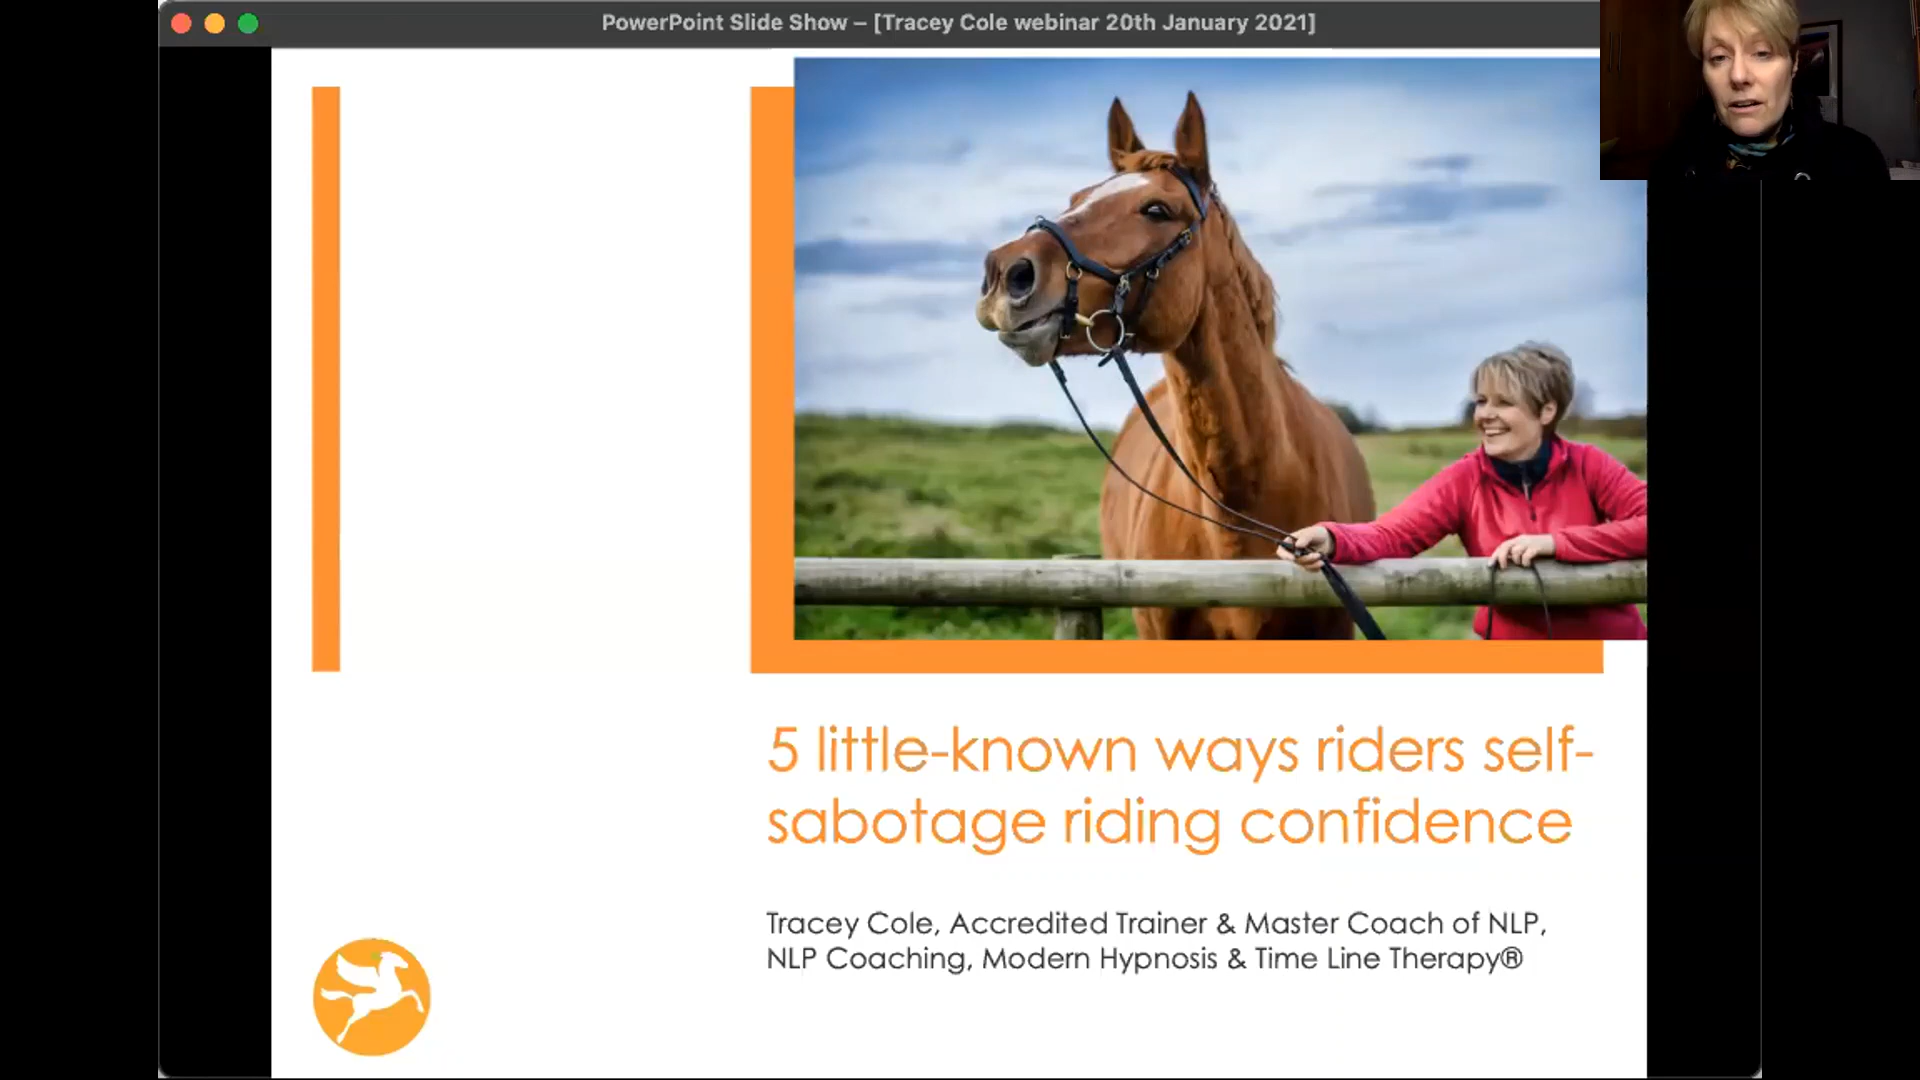 PowerPoint Slide Show – [Tracey Cole webinar 20th January 2021]
5 little-known ways riders self-
sabotage riding confidence
Tracey Cole, Accredited Trainer & Master Coach of NLP,
NLP Coaching, Modern Hypnosis & Time Line Therapy®